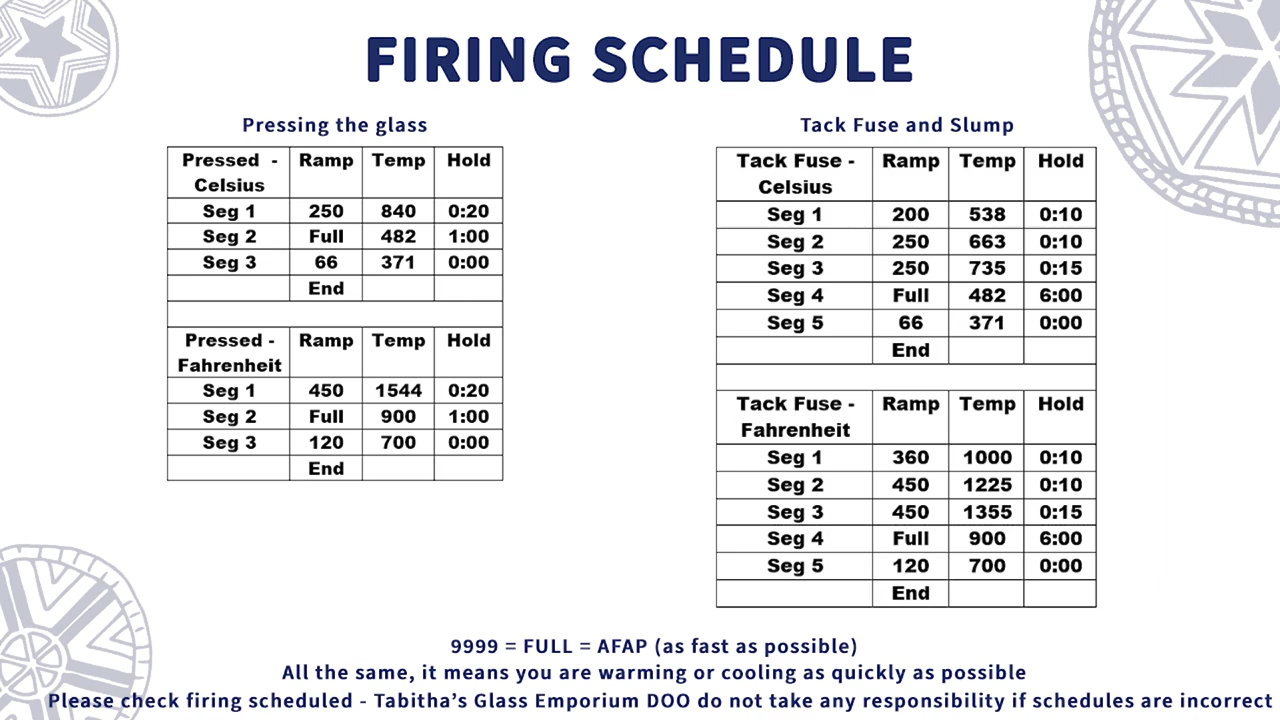 FIRING SCHEDULE
Pressing the glass
Pressed - Ramp Temp Hold
Celsius
Seg 1 250 840 0:20
Seg 2 Full 482 1:00
Seg 3 66 371 0:00
End
Pressed - Ramp Temp Hold
Fahrenheit
Seg 1 450 1544 0:20
Seg 2 Full 900 1:00
Seg 3 120 700 0:00
End
Tack Fuse and Slump
Tack Fuse - Ramp Temp Hold
Celsius
Seg 1 200 538 0:10
Seg 2 250 663 0:10
Seg 3 250 735 0:15
Seg 4 Full 482 6:00
Seg 5 66 371 0:00
End
Tack Fuse - Ramp Temp Hold
Fahrenheit
Seg 1 360 1000 0:10
Seg 2 450 1225 0:10
Seg 3 450 1355 0:15
Seg 4 Full 900 6:00
Seg 5 120 700 0:00
End
9999 = FULL = AFAP (as fast as possible)
All the same, it means you are warming or cooling as quickly as possible
Please check firing scheduled - Tabitha's Glass Emporium DOO do not take any responsibility if schedules are incorrect